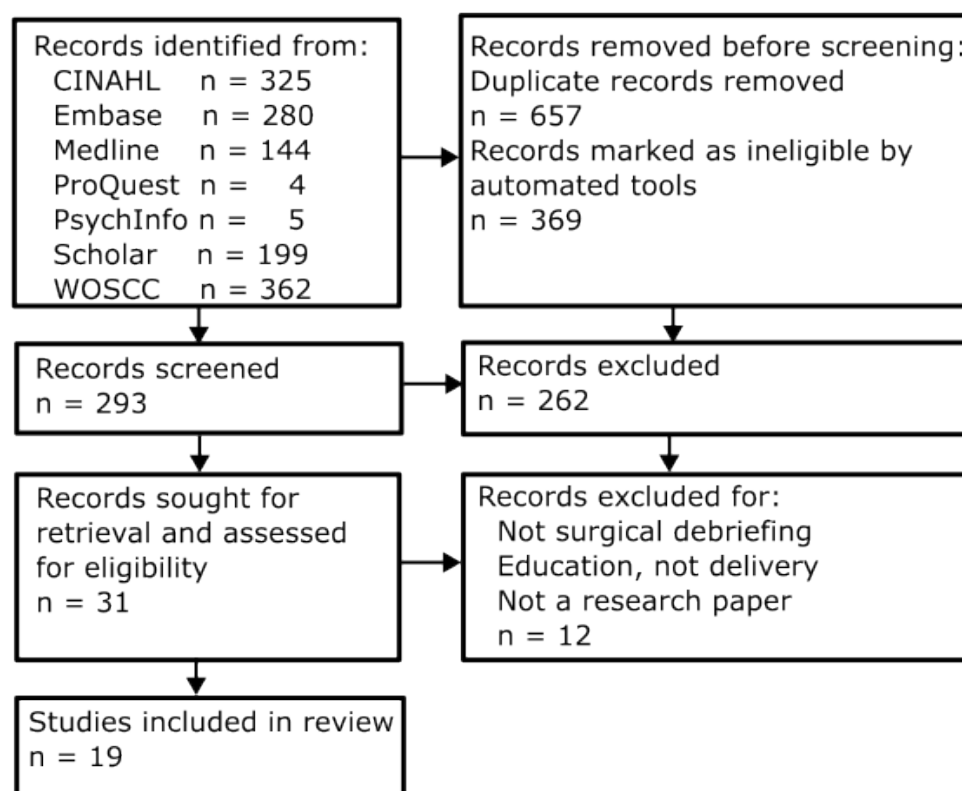 Records identified from:
CINAHL n = 325
Embase n = 280
Medline n = 144
ProQuest n = 4
PsychInfo n = 5
Scholar n = 199
WOSCC n = 362
Records removed before screening:
Duplicate records removed
n = 657
Records marked as ineligible by
automated tools
n = 369
Records screened
n = 293
Records excluded
n = 262
Records sought for
retrieval and assessed
for eligibility
n = 31
Records excluded for:
Not surgical debriefing
Education, not delivery
Not a research paper
n = 12
Studies included in review
n = 19